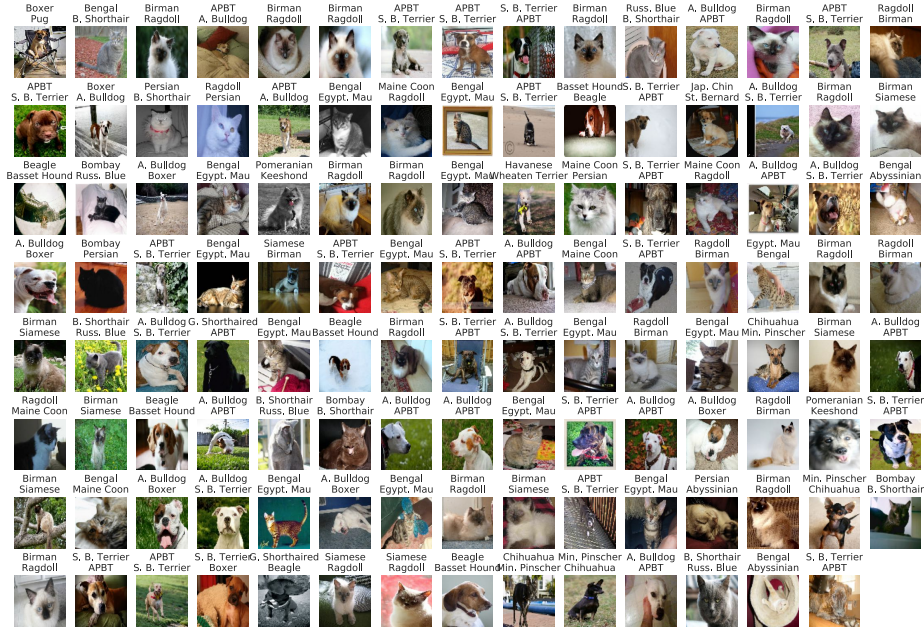 Boxer Bengal Birman APBT Birman Birman APBT APBT S. B. Terrier Birman Russ. Blue A. Bulldog Birman APBT Ragdoll
Pug B. Shorthair Ragdoll A. Bulldog Ragdoll Ragdoll S. B. Terrier S. B. Terrier APBT Ragdoll B. Shorthair APBT Ragdoll S. B. Terrier Birman
APBT Boxer Persian Ragdoll APBT Bengal Maine Coon Bengal APBT Basset Hound S. B. Terrier Jap. Chin A. Bulldog Birman Birman
S. B. Terrier A. Bulldog B. Shorthair Persian A. Bulldog Egypt. Mau Ragdoll Egypt. Mau S. B. Terrier Beagle APBT St. Bernard S. B. Terrier Ragdoll Siamese
Beagle Bombay A. Bulldog Bengal Pomeranian Birman Birman Bengal Havanese Maine Coon S. B. Terrier Maine Coon A. Bulldog A. Bulldog Bengal
Basset Hound Russ. Blue Boxer Egypt. Mau Keeshond Ragdoll Ragdoll Egypt. Mau Wheaten Terrier Persian APBT Ragdoll APBT S. B. Terrier Abyssinian
A. Bulldog Bombay APBT Bengal Siamese APBT Bengal APBT A. Bulldog Bengal S. B. Terrier Ragdoll Egypt. Mau Birman Ragdoll
Boxer Persian S. B. Terrier Egypt. Mau Birman S. B. Terrier Egypt. Mau S. B. Terrier APBT Maine Coon APBT Birman Bengal Ragdoll Birman
Birman B. Shorthair A. Bulldog G. Shorthaired Bengal Beagle Birman S. B. Terrier A. Bulldog Bengal Ragdoll Bengal Chihuahua Birman A. Bulldog
Siamese Russ. Blue S. B. Terrier APBT Egypt. Mau Basset Hound Ragdoll APBT S. B. Terrier Egypt. Mau Birman Egypt. Mau Min. Pinscher Siamese APBT
Ragdoll Birman Beagle A. Bulldog B. Shorthair Bombay A. Bulldog A. Bulldog Bengal S. B. Terrier A. Bulldog A. Bulldog Ragdoll Pomeranian S. B. Terrier
Maine Coon Siamese Basset Hound APBT Russ. Blue B. Shorthair APBT APBT Egypt. Mau APBT APBT Boxer Birman Keeshond APBT
Birman Bengal A. Bulldog A. Bulldog Bengal A. Bulldog Bengal Birman Birman APBT Bengal Persian Birman Min. Pinscher Bombay
Siamese Maine Coon Boxer S. B. Terrier Egypt. Mau Boxer Egypt. Mau Ragdoll Siamese S. B. Terrier Egypt. Mau Abyssinian Ragdoll Chihuahua B. Shorthair
Birman S. B. Terrier APBT S. B. Terrier G. Shorthaired Siamese Siamese Beagle Chihuahua Min. Pinscher A. Bulldog B. Shorthair Bengal S. B. Terrier
Ragdoll APBT S. B. Terrier Boxer Beagle Ragdoll Ragdoll Basset Hound Min. Pinscher Chihuahua APBT Russ. Blue Abyssinian APBT